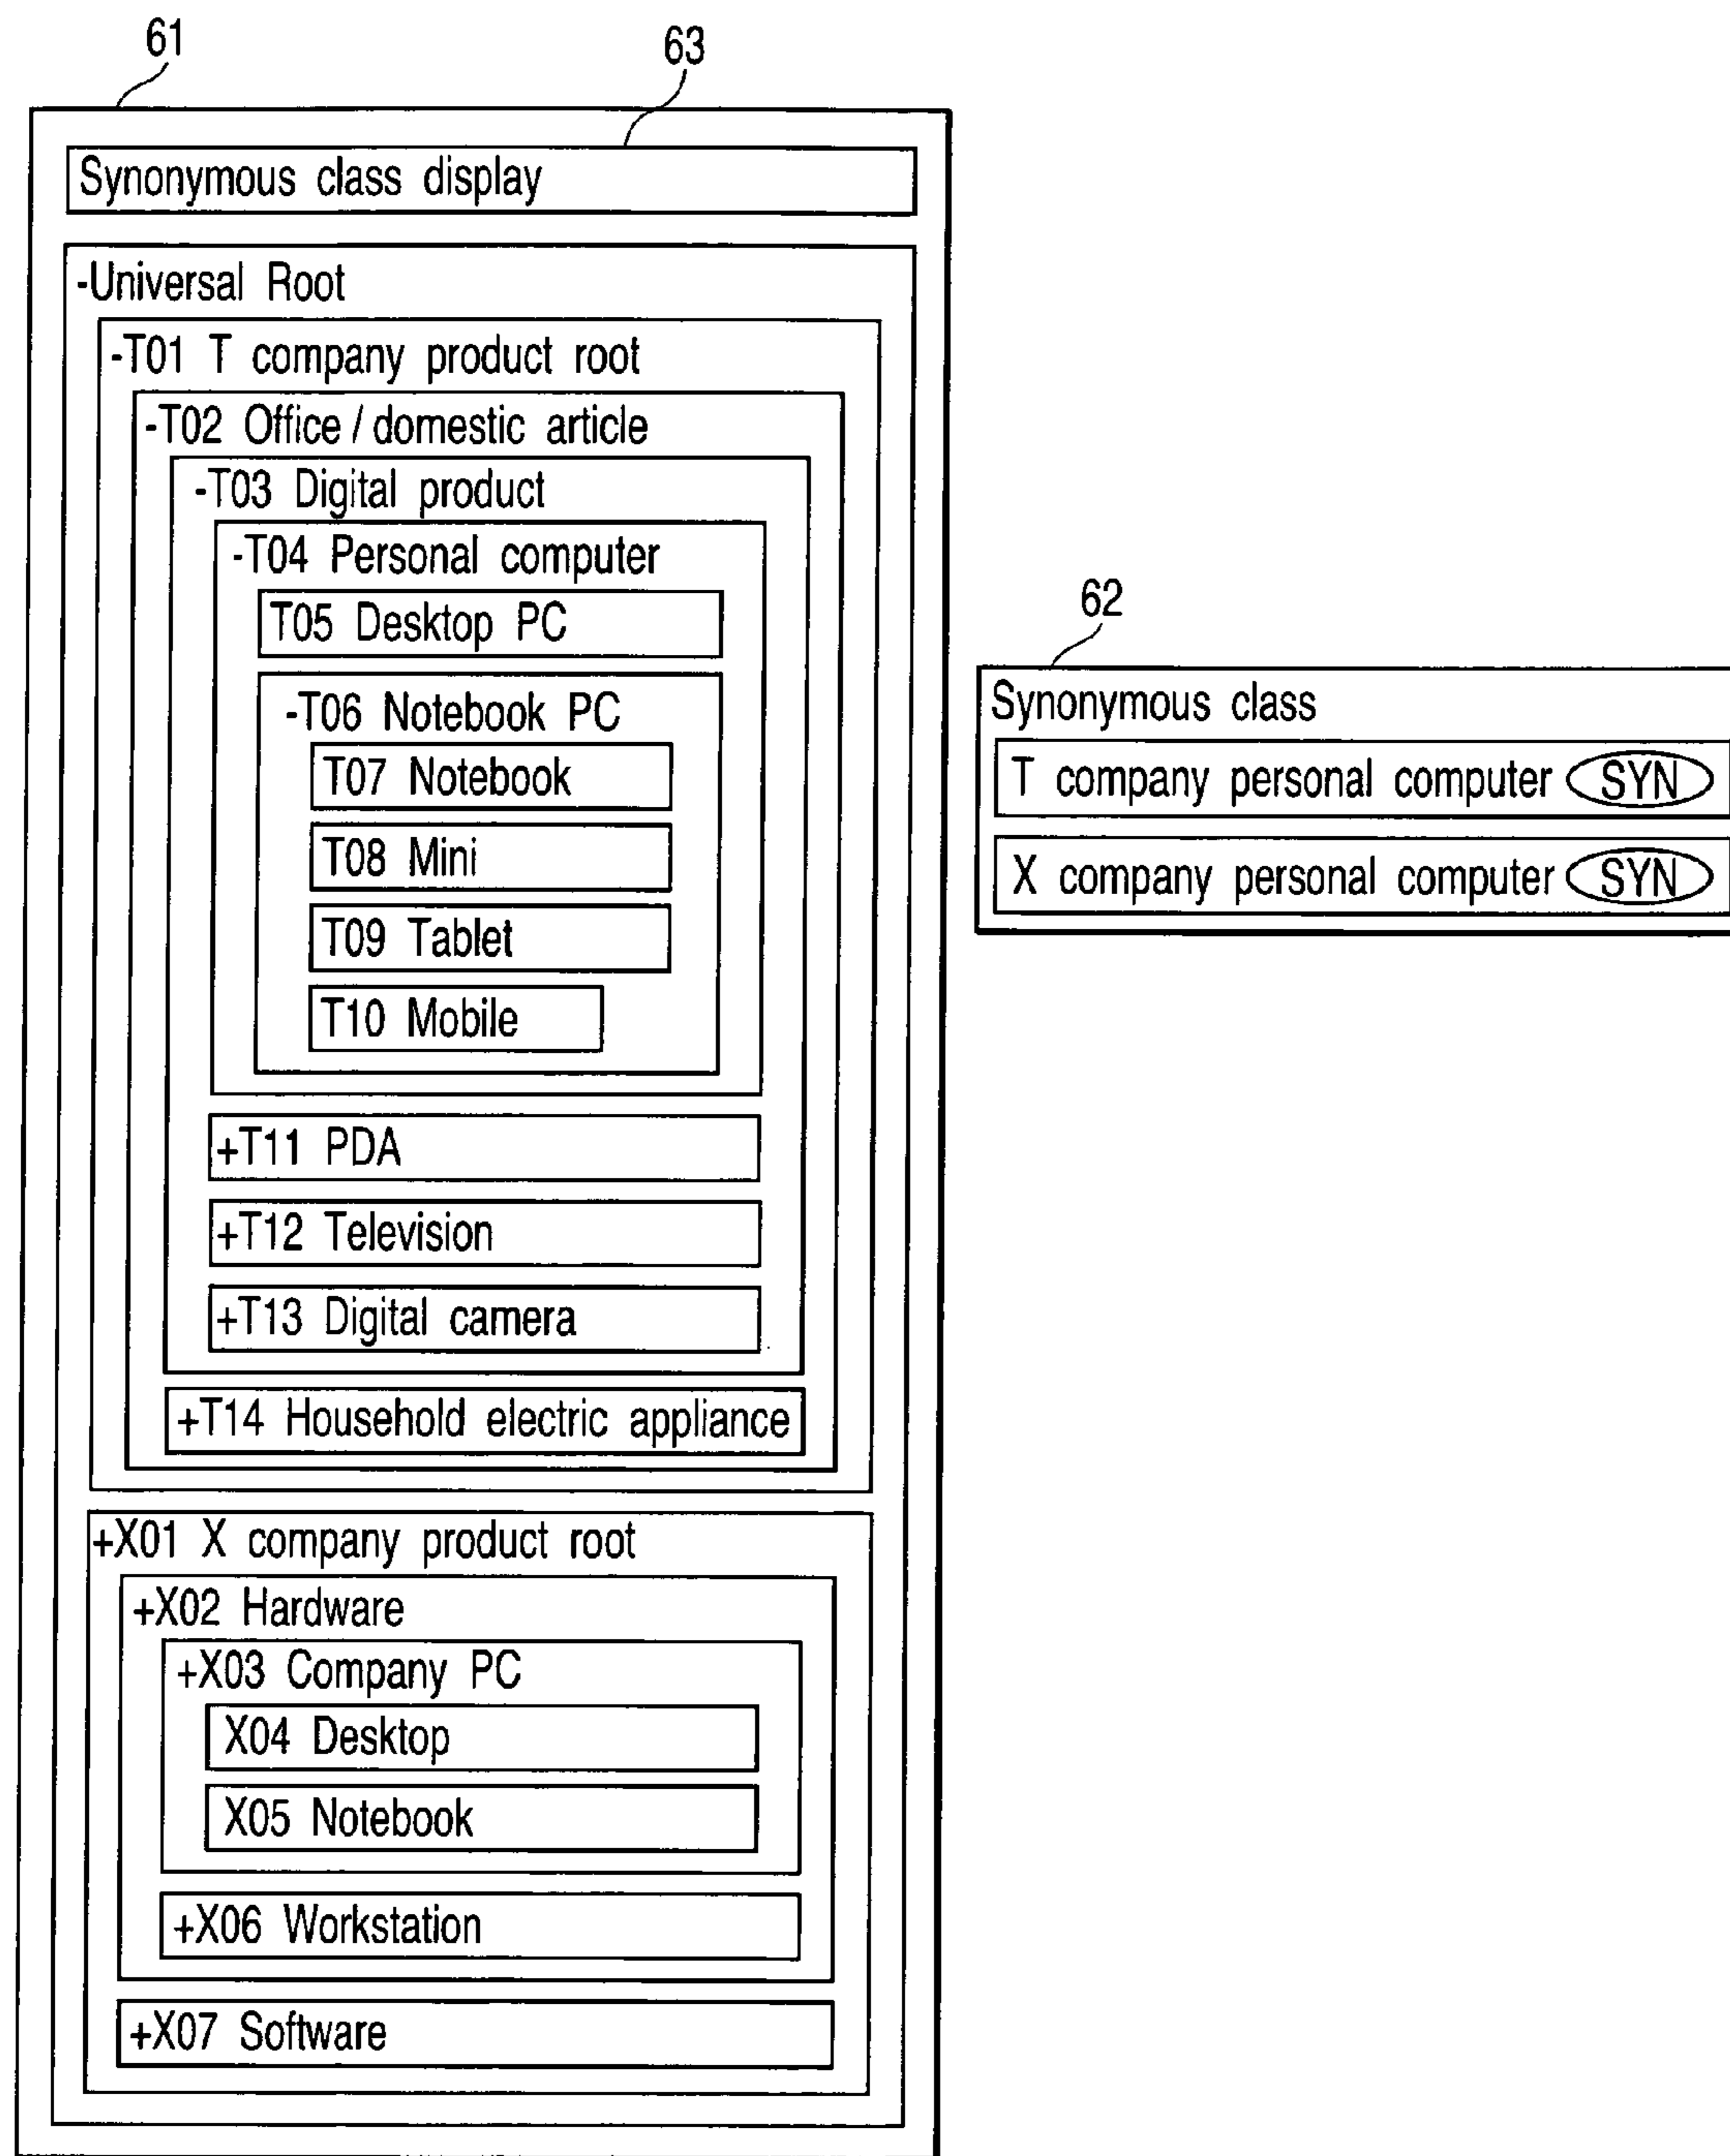 61
63
Synonymous class display
-Universal Root
-T01 T company product root
-T02 Office / domestic article
-T03 Digital product
-T04 Personal computer
T05 Desktop PC
-T06 Notebook PC
T07 Notebook
T08 Mini
T09 Tablet
T10 Mobile
+T11 PDA
+T12 Television
+T13 Digital camera
+T14 Household electric appliance
+X01 X company product root
+X02 Hardware
+X03 Company PC
X04 Desktop
X05 Notebook
+X06 Workstation
+X07 Software
62
Synonymous class
T company personal computer SYN
X company personal computer SYN